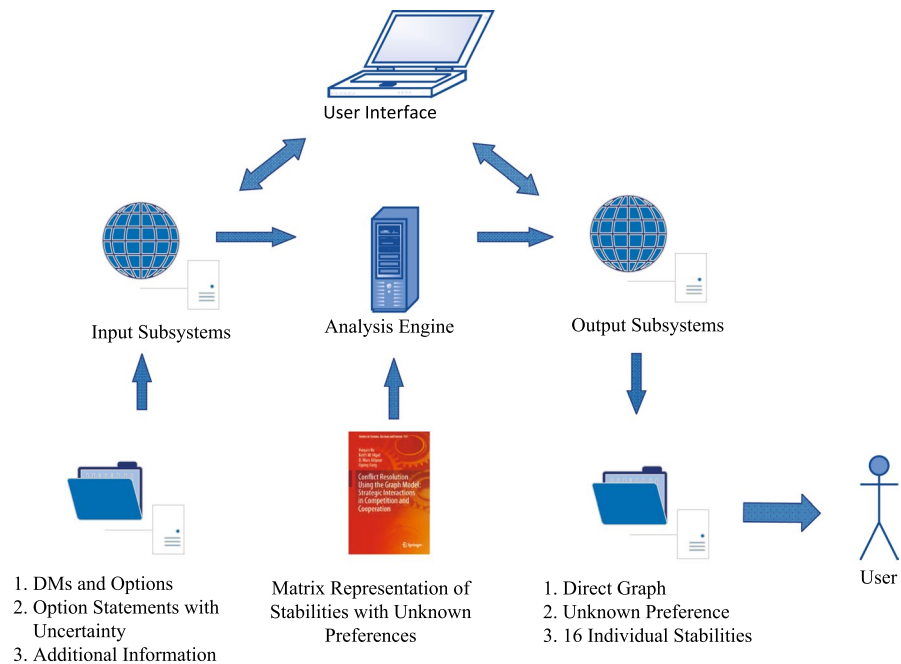 User Interface
Input Subsystems
Analysis Engine
Output Subsystems
Conflict Resolution
Using the Graph Model:
Strategic Interactions
in Competition and
Cooperation
Springer
1. DMs and Options
2. Option Statements with
Uncertainty
3. Additional Information
Matrix Representation of
Stabilities with Unknown
Preferences
1. Direct Graph
2. Unknown Preference
3. 16 Individual Stabilities
User